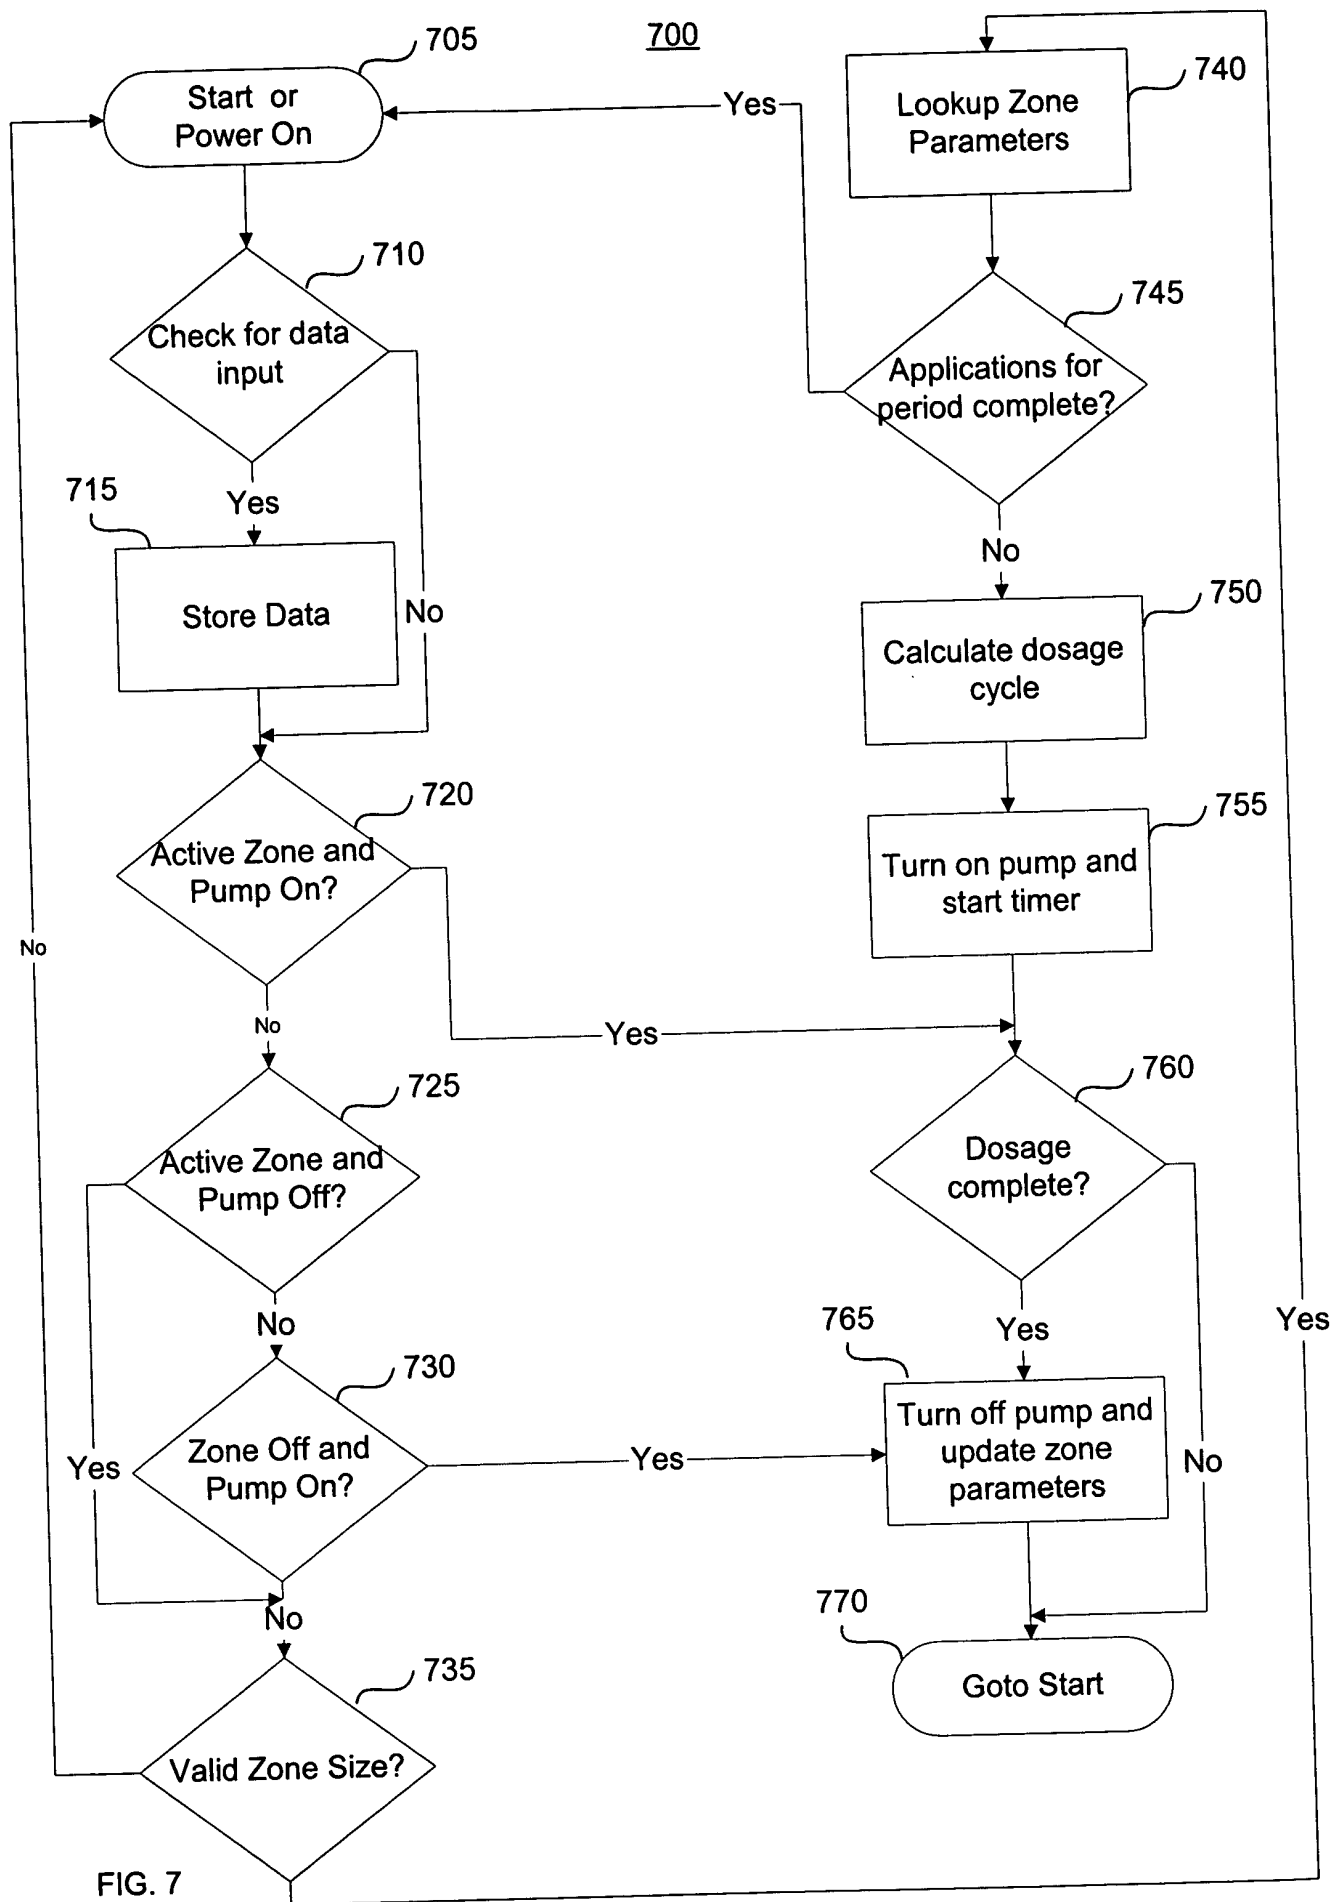 700
705
Start or
Power On
710
Check for data
input
Yes
No
715
Store Data
720
Active Zone and
Pump On?
Yes
No
725
Active Zone and
Pump Off?
Yes
No
730
Zone Off and
Pump On?
Yes
No
735
Valid Zone Size?
No
Yes
740
Lookup Zone
Parameters
745
Applications for
period complete?
Yes
No
750
Calculate dosage
cycle
755
Turn on pump and
start timer
760
Dosage
complete?
Yes
No
765
Turn off pump and
update zone
parameters
770
Goto Start
FIG. 7